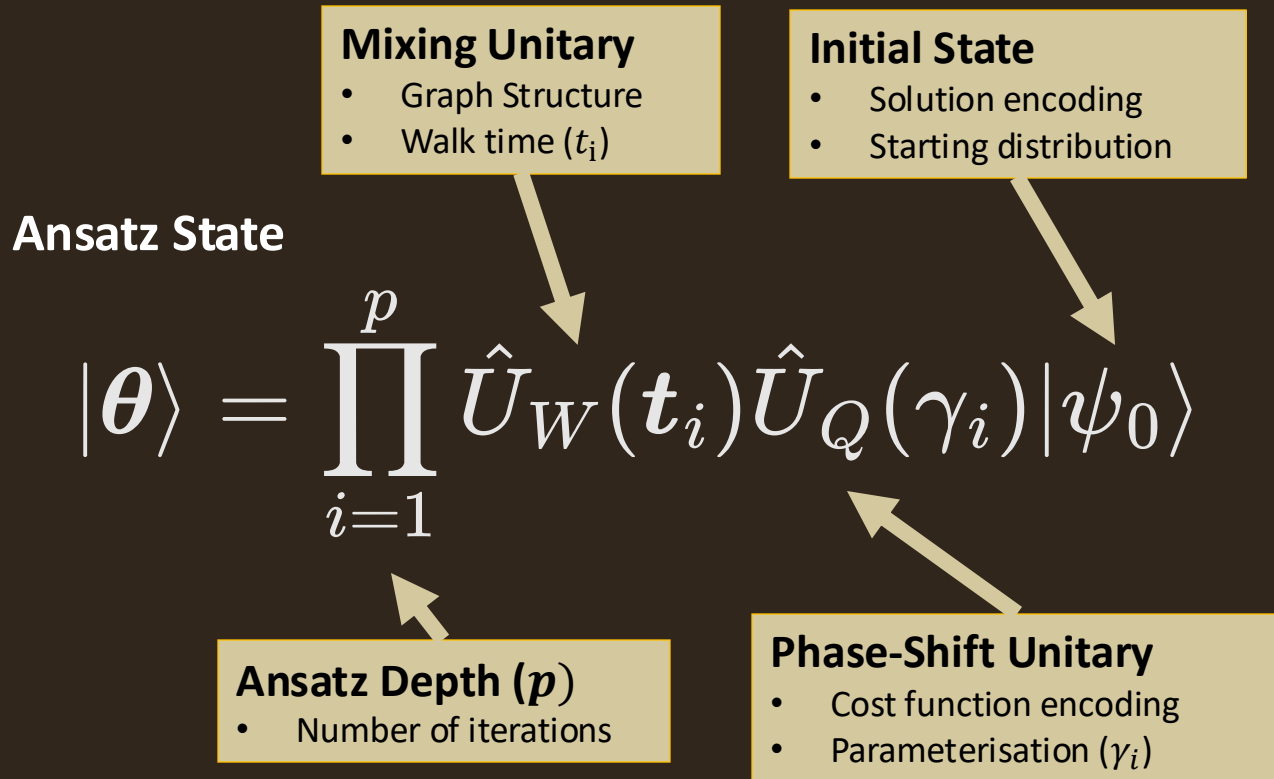 Mixing Unitary
• Graph Structure
• Walk time (tᵢ)
Initial State
• Solution encoding
• Starting distribution
Ansatz State
|θ⟩ = ∏ᵢ₌₁ᵖ Û_W(tᵢ)Û_Q(γᵢ)|ψ₀⟩
Ansatz Depth (p)
• Number of iterations
Phase-Shift Unitary
• Cost function encoding
• Parameterisation (γᵢ)